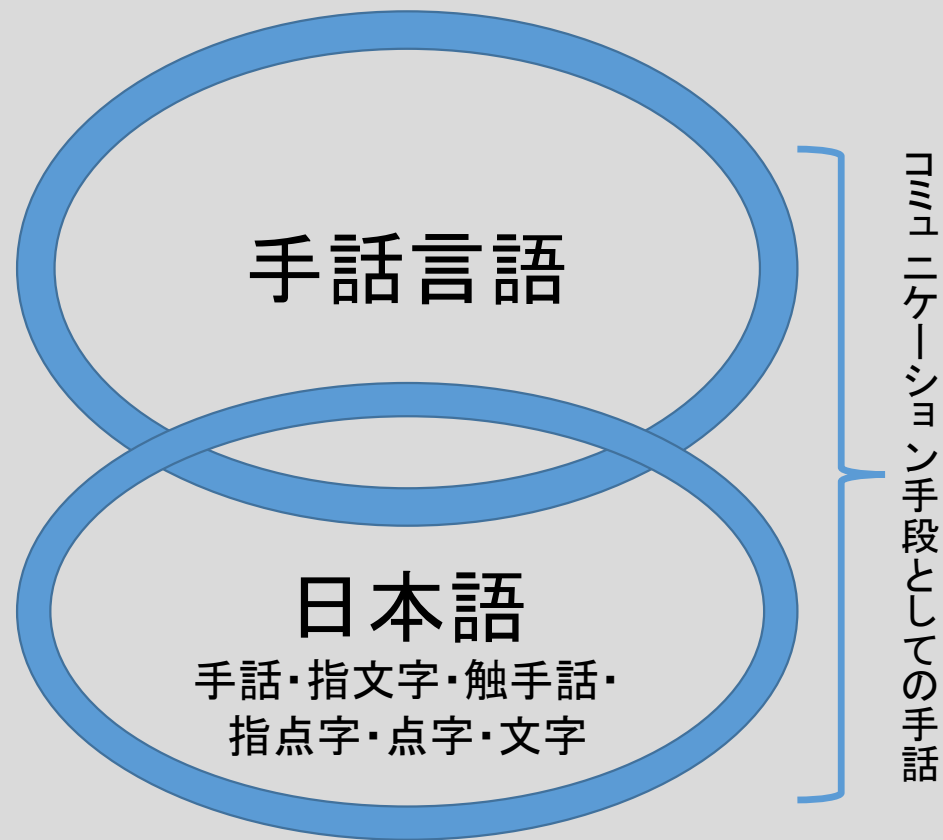 手話言語
日本語
手話・指文字・触手話・
指点字・点字・文字
コミュニケーション手段としての手話